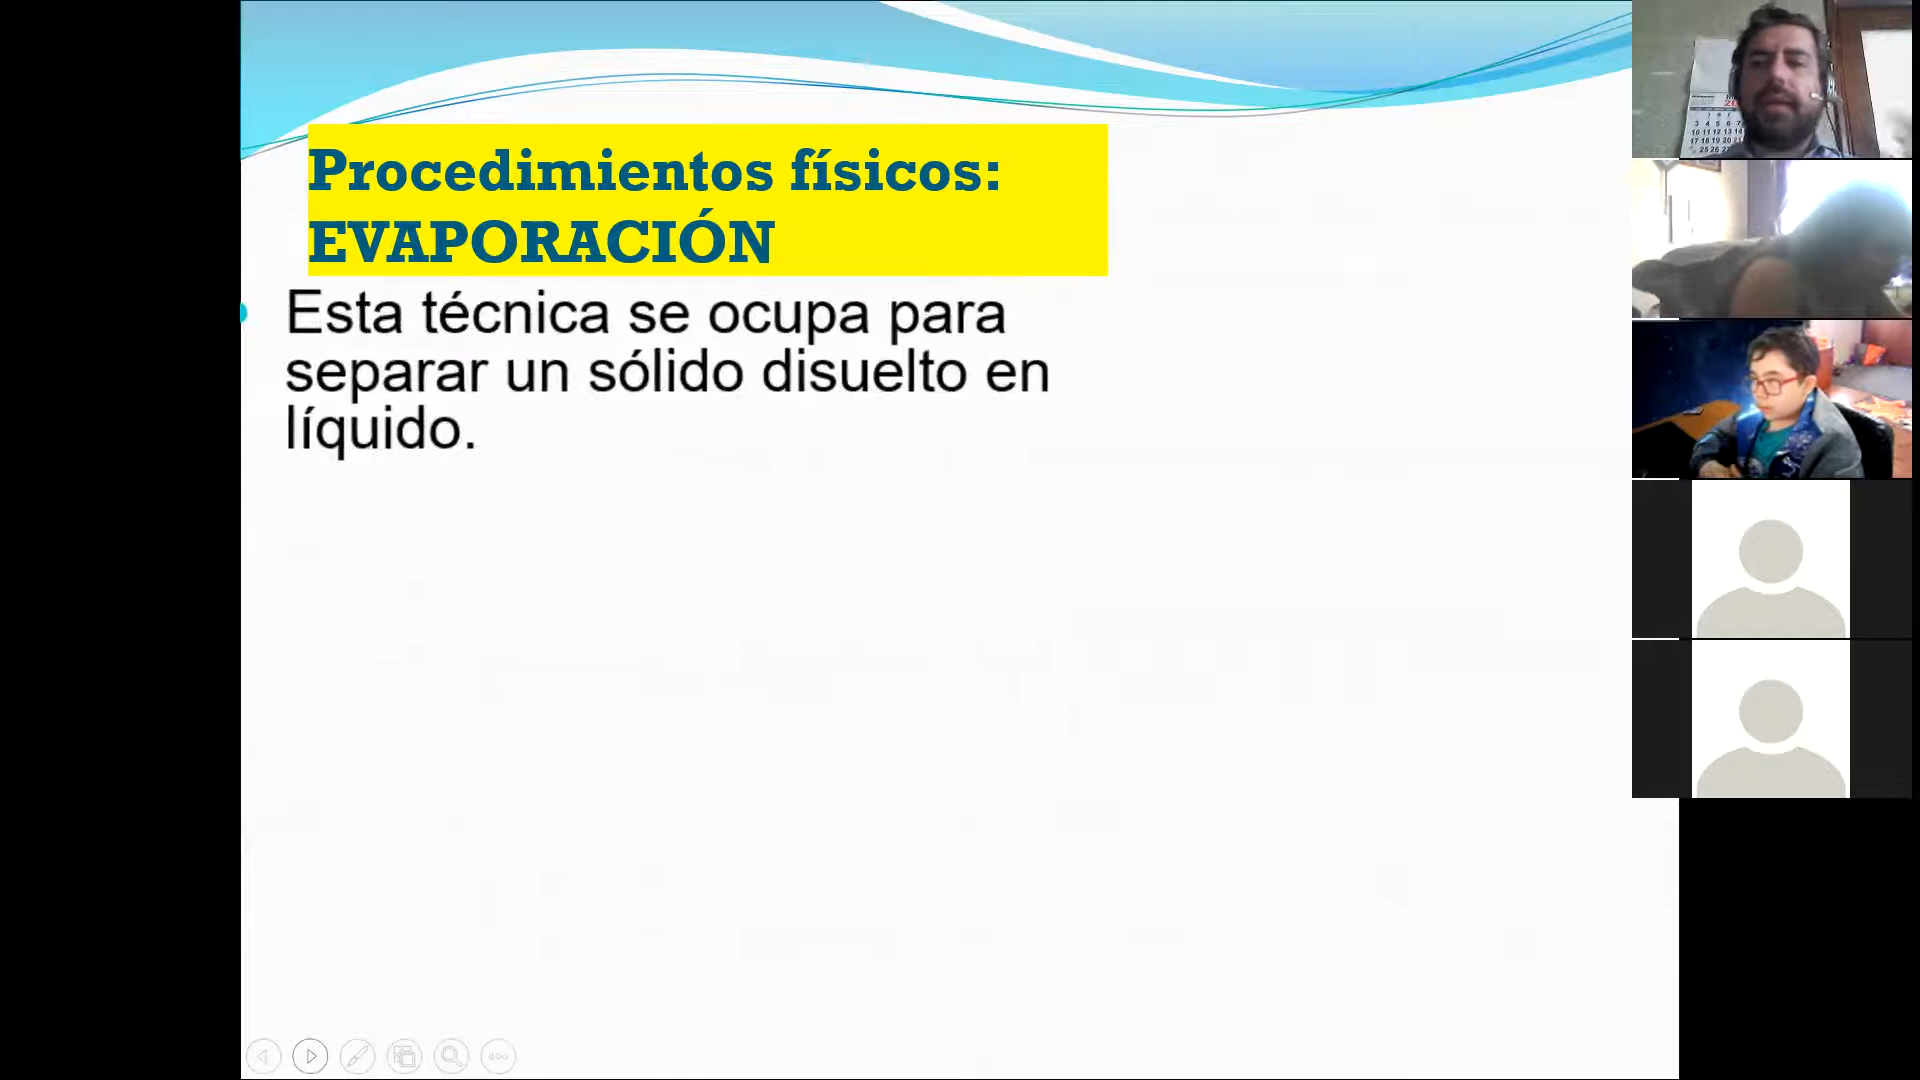 Procedimientos físicos:
EVAPORACIÓN
Esta técnica se ocupa para
separar un sólido disuelto en
líquido.